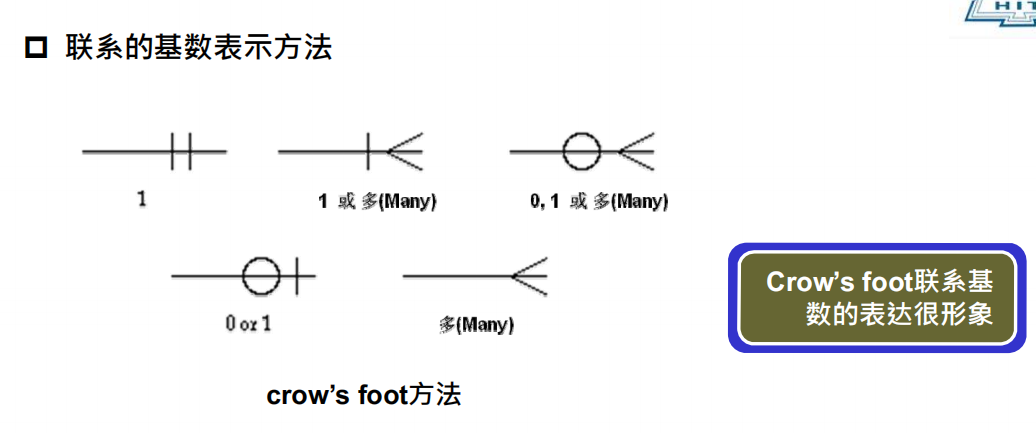 HIT
联系的基数表示方法
1
1 或 多(Many)
0, 1 或 多(Many)
0 or 1
多(Many)
Crow's foot联系基
数的表达很形象
crow's foot方法